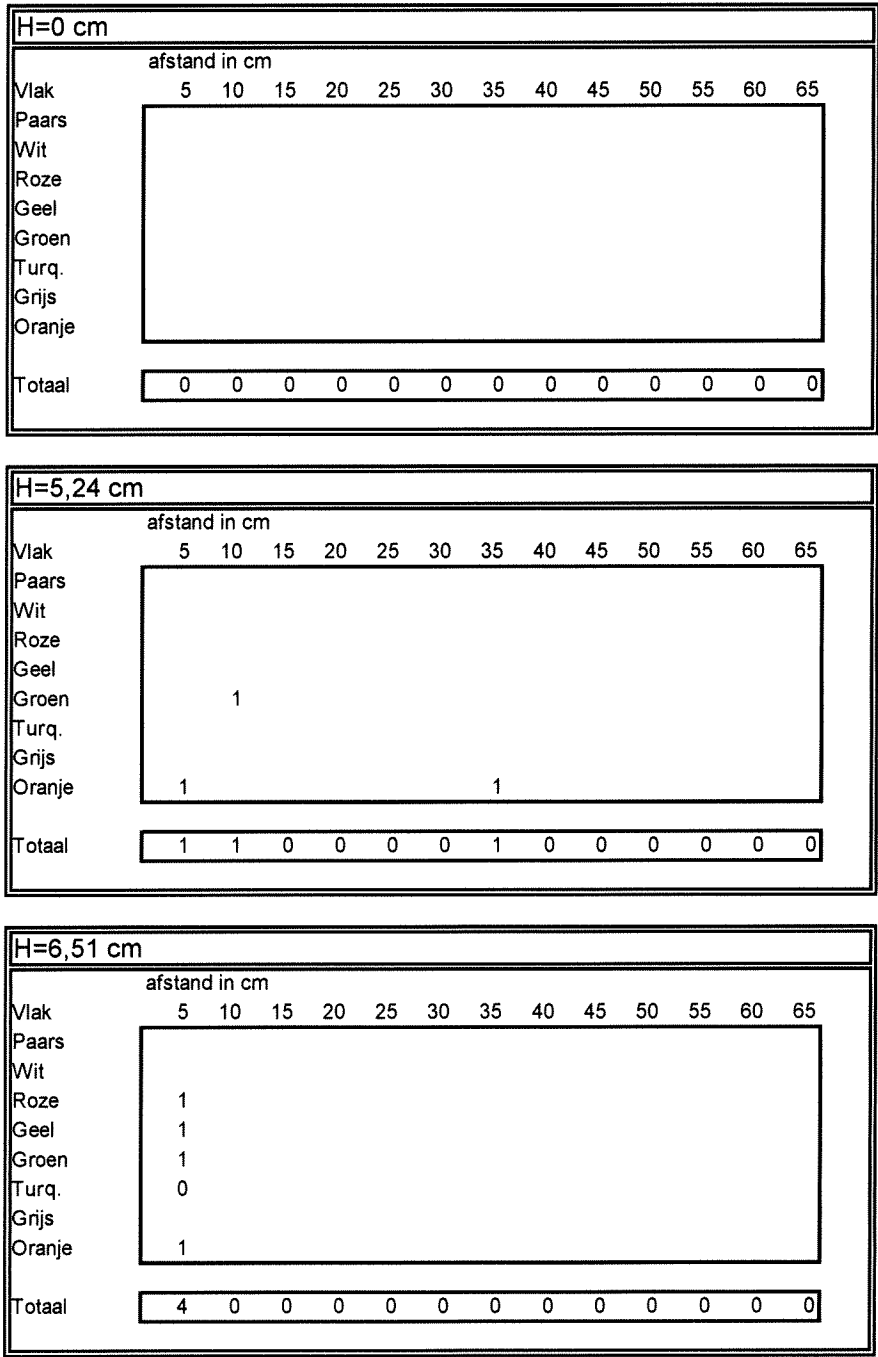 H=0 cm
afstand in cm
Vlak 5 10 15 20 25 30 35 40 45 50 55 60 65
Paars
Wit
Roze
Geel
Groen
Turq.
Grijs
Oranje
Totaal 0 0 0 0 0 0 0 0 0 0 0 0 0
H=5,24 cm
afstand in cm
Vlak 5 10 15 20 25 30 35 40 45 50 55 60 65
Paars
Wit
Roze
Geel
Groen 1
Turq.
Grijs
Oranje 1 1
Totaal 1 1 0 0 0 0 1 0 0 0 0 0 0
H=6,51 cm
afstand in cm
Vlak 5 10 15 20 25 30 35 40 45 50 55 60 65
Paars
Wit
Roze 1
Geel 1
Groen 1
Turq. 0
Grijs
Oranje 1
Totaal 4 0 0 0 0 0 0 0 0 0 0 0 0